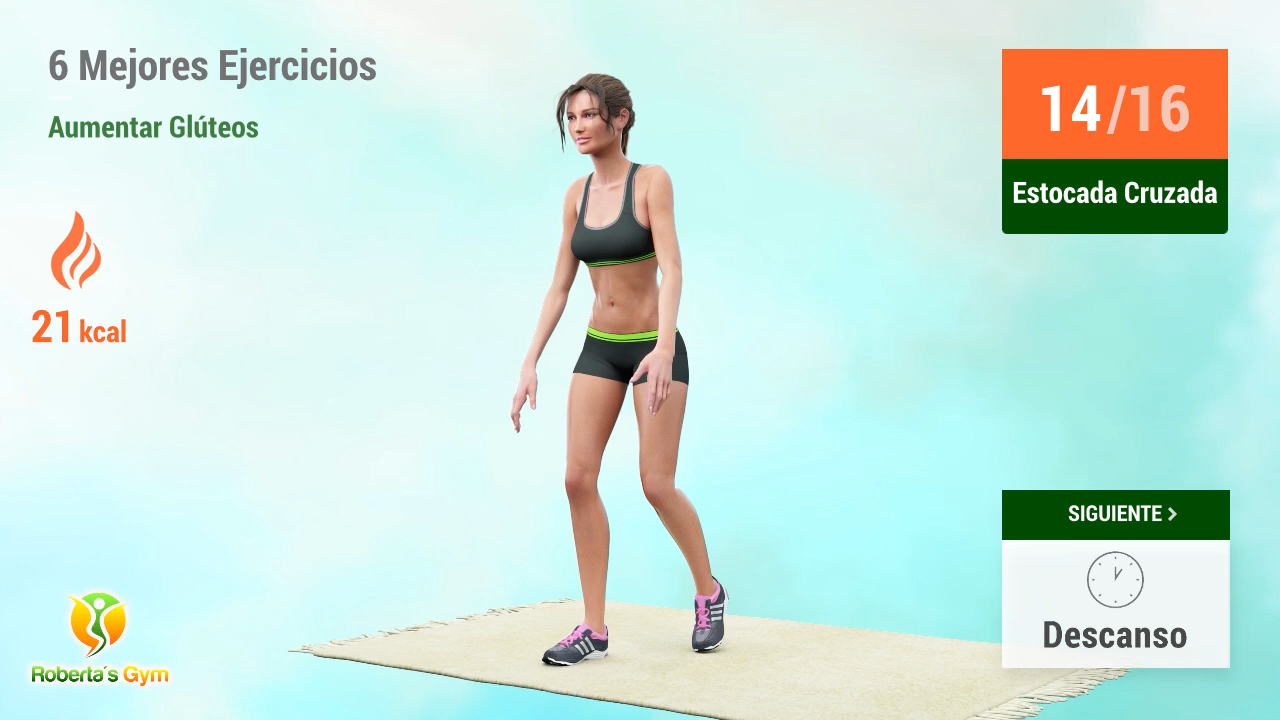 6 Mejores Ejercicios
Aumentar Glúteos
14/16
Estocada Cruzada
21 kcal
SIGUIENTE >
Descanso
Roberta´s Gym